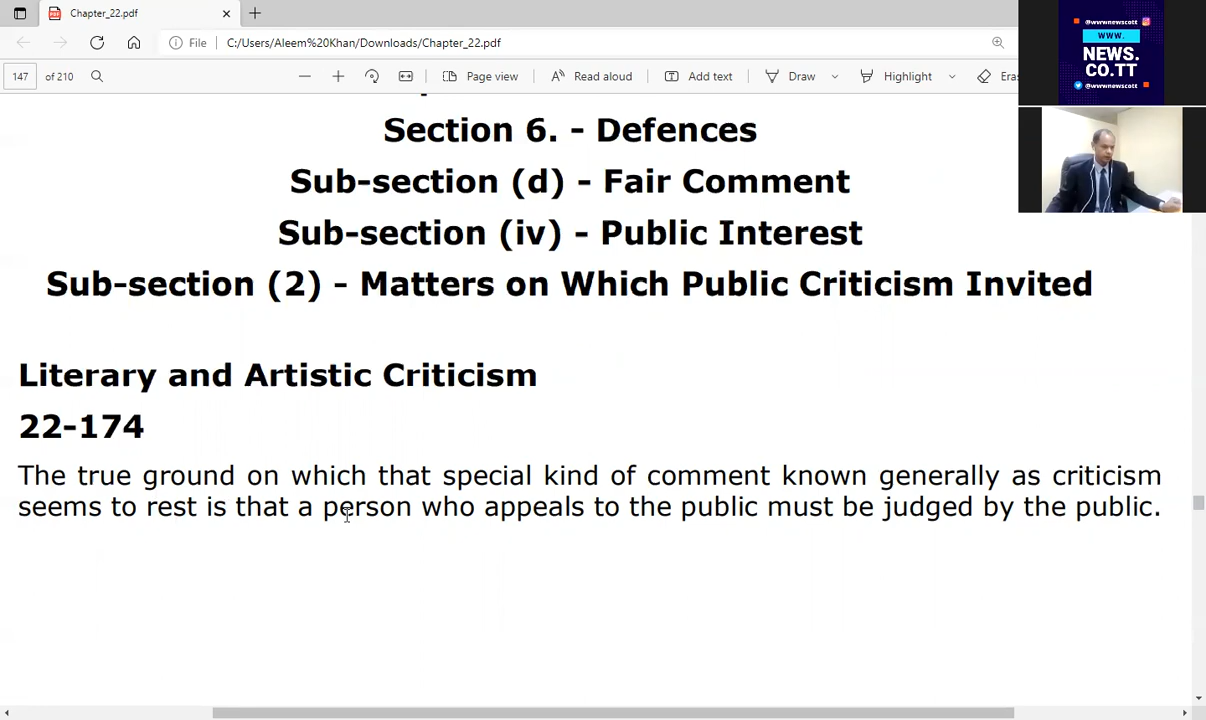 Chapter_22.pdf
File C:/Users/Aleem%20Khan/Downloads/Chapter_22.pdf
147 of 210 Page view Read aloud Add text Draw Highlight
Section 6. - Defences
Sub-section (d) - Fair Comment
Sub-section (iv) - Public Interest
Sub-section (2) - Matters on Which Public Criticism Invited
Literary and Artistic Criticism
22-174
The true ground on which that special kind of comment known generally as criticism
seems to rest is that a person who appeals to the public must be judged by the public.
@wwwnewscott
WWW.
NEWS.
CO.TT
@wwwnewscott